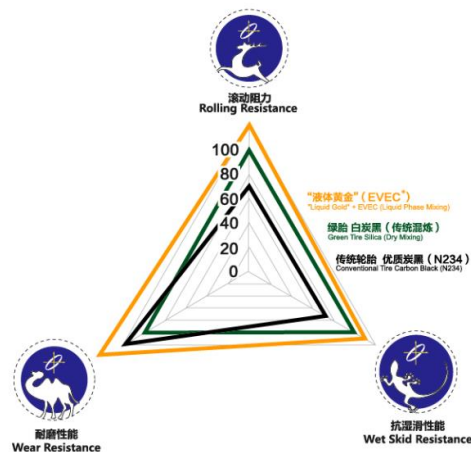 滚动阻力
Rolling Resistance
100
80
60
40
20
0
“液体黄金”（EVEC®）
"Liquid Gold" + EVEC (Liquid Phase Mixing)
绿胎 白炭黑（传统混炼）
Green Tire Silica (Dry Mixing)
传统轮胎 优质炭黑（N234）
Conventional Tire Carbon Black (N234)
耐磨性能
Wear Resistance
抗湿滑性能
Wet Skid Resistance